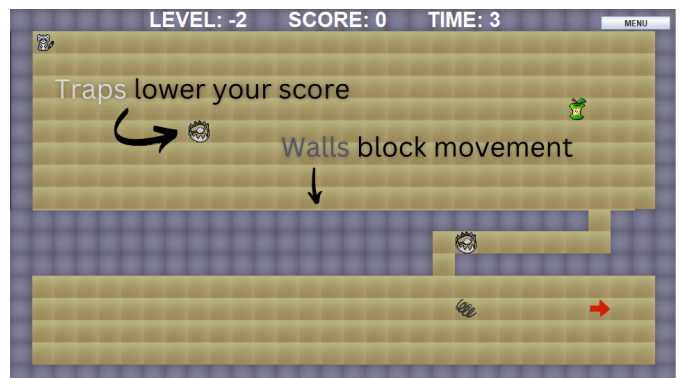 LEVEL: -2 SCORE: 0 TIME: 3 MENU
Traps lower your score
Walls block movement